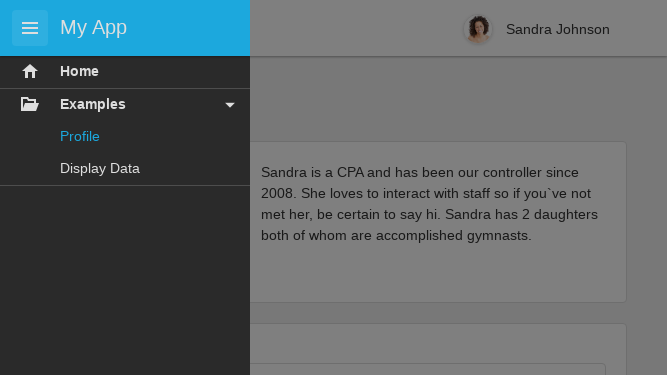 My App
Sandra Johnson
Home
Examples
Profile
Display Data
Sandra is a CPA and has been our controller since
2008. She loves to interact with staff so if you`ve not
met her, be certain to say hi. Sandra has 2 daughters
both of whom are accomplished gymnasts.